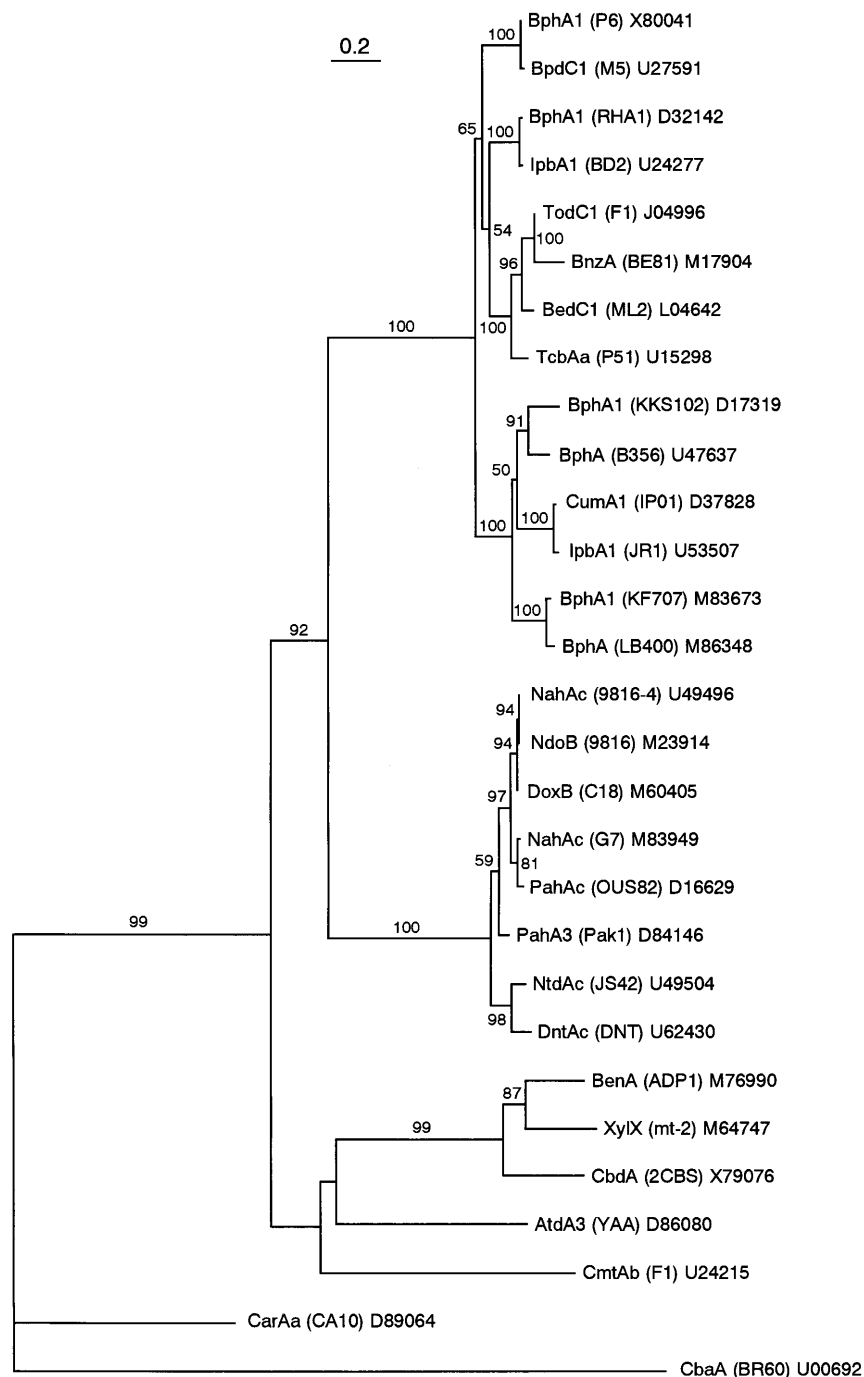 BphA1 (P6) X80041
100
0.2
BpdC1 (M5) U27591
BphA1 (RHA1) D32142
65
100
IpbA1 (BD2) U24277
TodC1 (F1) J04996
54
100
96
BnzA (BE81) M17904
BedC1 (ML2) L04642
100
100
TcbAa (P51) U15298
BphA1 (KKS102) D17319
91
BphA (B356) U47637
50
CumA1 (IP01) D37828
100
100
IpbA1 (JR1) U53507
BphA1 (KF707) M83673
100
92
BphA (LB400) M86348
NahAc (9816-4) U49496
94
94
NdoB (9816) M23914
DoxB (C18) M60405
97
NahAc (G7) M83949
59
81
PahAc (OUS82) D16629
99
100
PahA3 (Pak1) D84146
NtdAc (JS42) U49504
98
DntAc (DNT) U62430
BenA (ADP1) M76990
87
99
XylX (mt-2) M64747
CbdA (2CBS) X79076
AtdA3 (YAA) D86080
CmtAb (F1) U24215
CarAa (CA10) D89064
CbaA (BR60) U00692